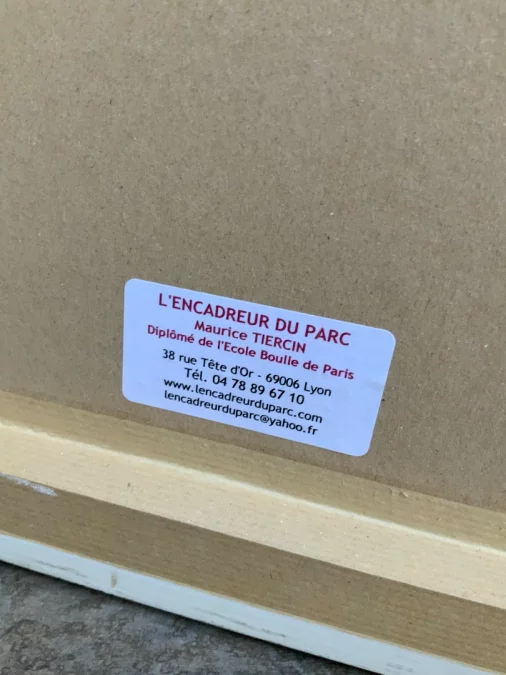 L'ENCADREUR DU PARC
Maurice TIERCIN
Diplômé de l'Ecole Boulle de Paris
38 rue Tête d'Or - 69006 Lyon
Tél. 04 78 89 67 10
www.lencadreurduparc.com
lencadreurduparc@yahoo.fr